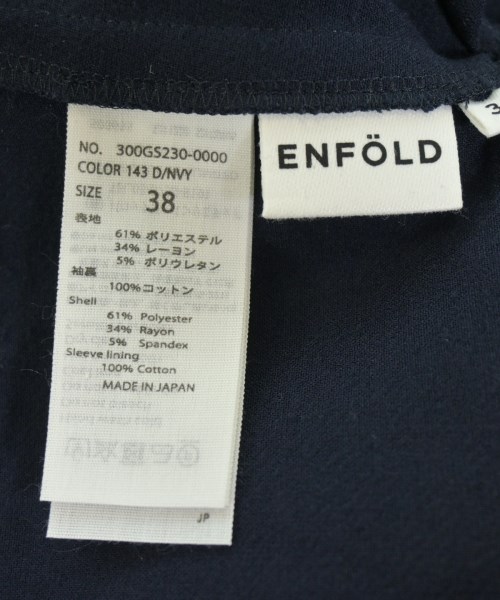 NO. 300GS230-0000
COLOR 143 D/NVY
SIZE 38
表地
61% ポリエステル
34% レーヨン
5% ポリウレタン
袖裏
100% コットン
Shell
61% Polyester
34% Rayon
5% Spandex
Sleeve lining
100% Cotton
MADE IN JAPAN
JP
ENFÖLD
3